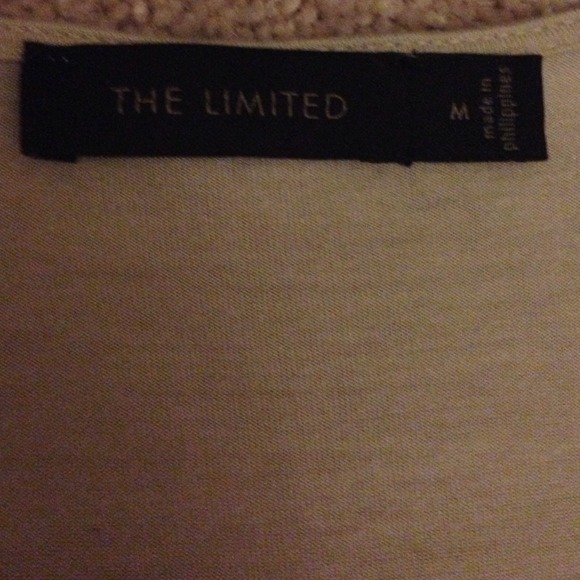 THE LIMITED
M
made in
philippines